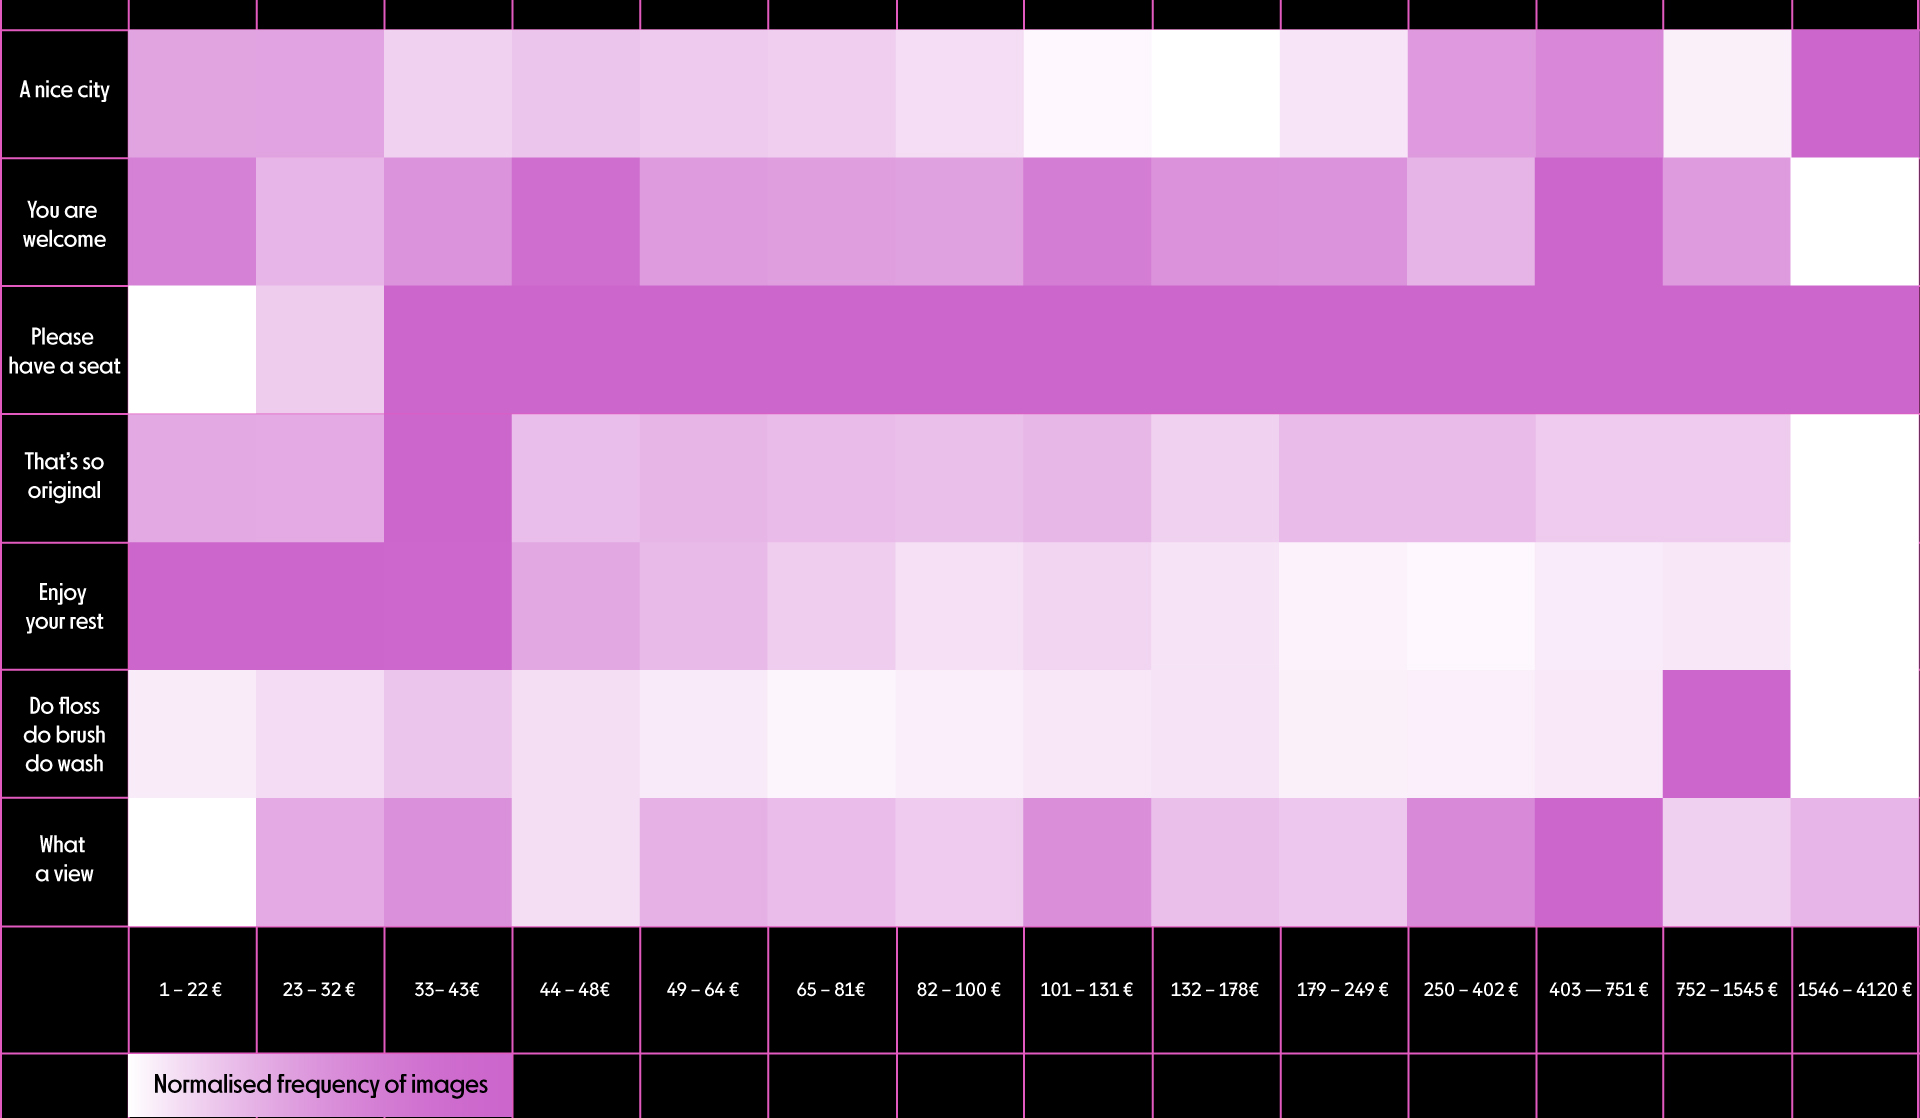 A nice city
You are
welcome
Please
have a seat
That's so
original
Enjoy
your rest
Do floss
do brush
do wash
What
a view
1 – 22 €
23 – 32 €
33– 43€
44 – 48€
49 – 64 €
65 – 81€
82 – 100 €
101 – 131 €
132 – 178€
179 – 249 €
250 – 402 €
403 — 751 €
752 – 1545 €
1546 – 4120 €
Normalised frequency of images